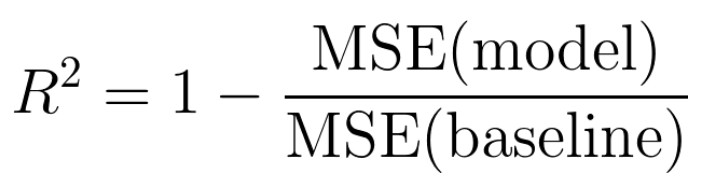 R² = 1 − MSE(model) / MSE(baseline)